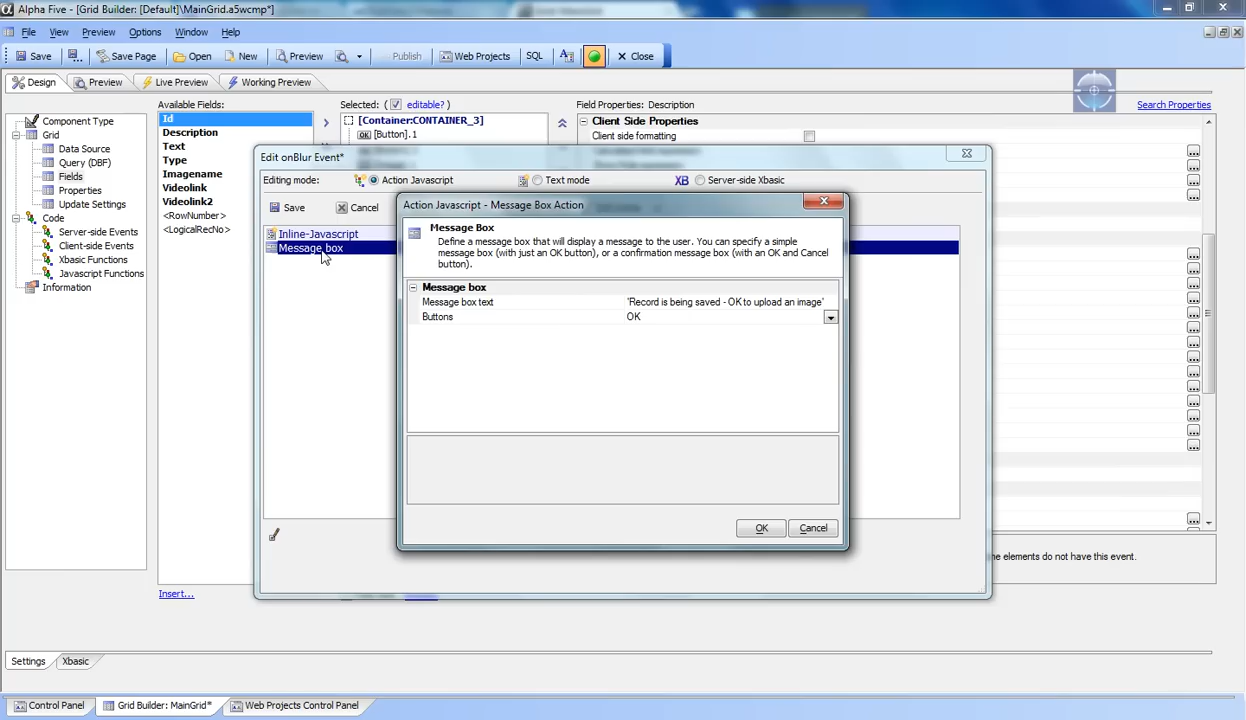 Alpha Five - [Grid Builder: [Default]\MainGrid.a5wcmp*]
File View Preview Options Window Help
Save Save Page Open New Preview Publish Web Projects SQL Close
Design Preview Live Preview Working Preview
Component Type
Grid
Data Source
Query (DBF)
Fields
Properties
Update Settings
Code
Server-side Events
Client-side Events
Xbasic Functions
Javascript Functions
Information
Available Fields:
Id
Description
Text
Type
Imagename
Videolink
Videolink2
<RowNumber>
<LogicalRecNo>
Insert...
Selected: ( editable? )
[Container:CONTAINER_3]
OK [Button].1
Field Properties: Description
Search Properties
Client Side Properties
Client side formatting
Edit onBlur Event*
Editing mode: Action Javascript Text mode XB Server-side Xbasic
Save Cancel
Inline-Javascript
Message box
Action Javascript - Message Box Action
Message Box
Define a message box that will display a message to the user. You can specify a simple
message box (with just an OK button), or a confirmation message box (with an OK and Cancel
button).
Message box
Message box text 'Record is being saved - OK to upload an image'
Buttons OK
OK Cancel
elements do not have this event.
Settings Xbasic
Control Panel Grid Builder: MainGrid* Web Projects Control Panel